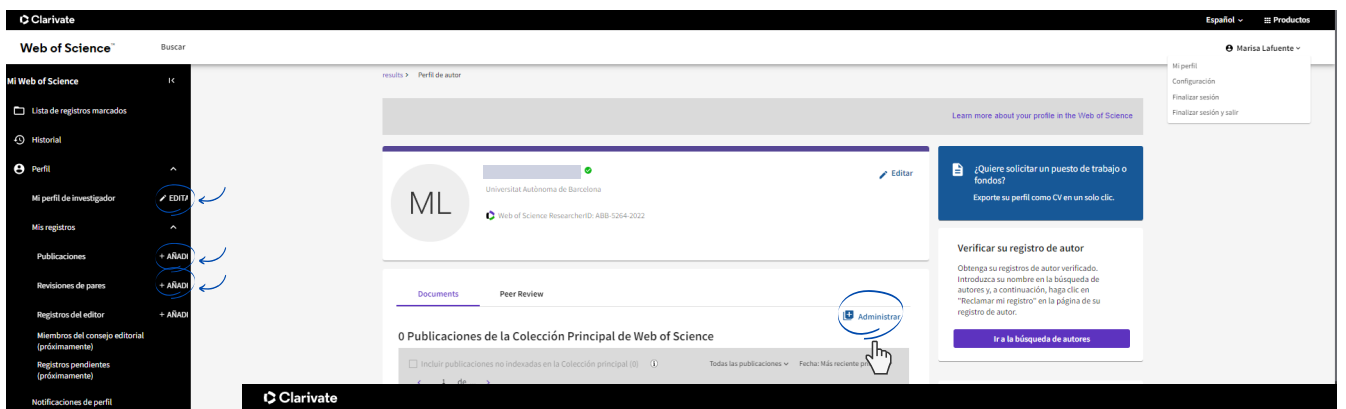 Clarivate
Español
Productos
Web of Science™
Buscar
Marisa Lafuente
Mi perfil
Configuración
Finalizar sesión
Finalizar sesión y salir
Mi Web of Science
Lista de registros marcados
Historial
Perfil
Mi perfil de investigador
EDITA
Mis registros
Publicaciones
+ AÑADI
Revisiones de pares
+ AÑADI
Registros del editor
+ AÑADI
Miembros del consejo editorial
(próximamente)
Registros pendientes
(próximamente)
Notificaciones de perfil
results > Perfil de autor
Learn more about your profile in the Web of Science
ML
Universitat Autònoma de Barcelona
Web of Science ResearcherID: ABB-5264-2022
Editar
¿Quiere solicitar un puesto de trabajo o
fondos?
Exporte su perfil como CV en un solo clic.
Verificar su registro de autor
Obtenga su registros de autor verificado.
Introduzca su nombre en la búsqueda de
autores y, a continuación, haga clic en
"Reclamar mi registro" en la página de su
registro de autor.
Ir a la búsqueda de autores
Documents
Peer Review
Administrar
0 Publicaciones de la Colección Principal de Web of Science
Incluir publicaciones no indexadas en la Colección principal (0)
Todas las publicaciones
Fecha: Más reciente
1 de
Clarivate